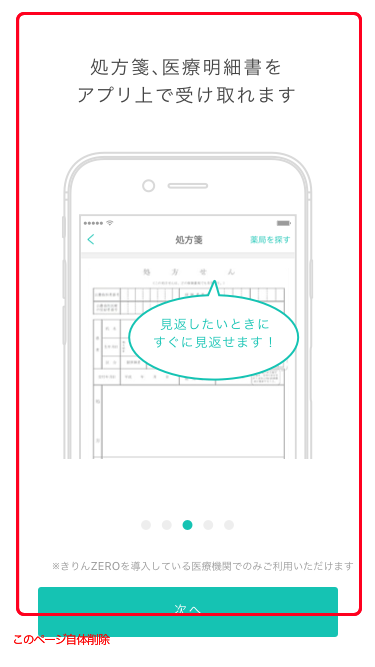 処方箋、医療明細書を
アプリ上で受け取れます
処方箋
薬局を探す
処 方 せ ん
見返したいときに
すぐに見返せます！
※きりんZEROを導入している医療機関でのみご利用いただけます
次へ
このページ自体削除